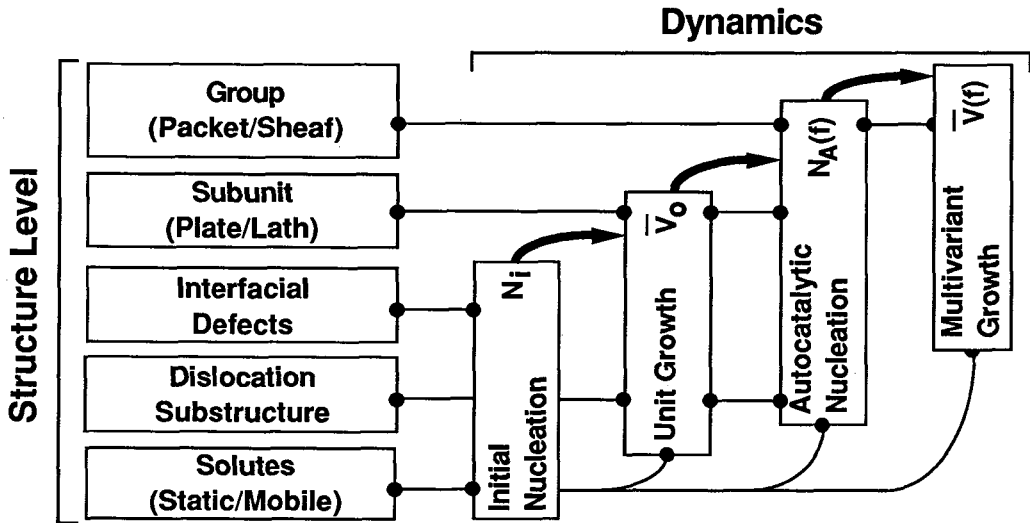 Dynamics
Structure Level
Group
(Packet/Sheaf)
Subunit
(Plate/Lath)
Interfacial
Defects
Dislocation
Substructure
Solutes
(Static/Mobile)
Initial
Nucleation
Ni
Unit Growth
V̅o
Autocatalytic
Nucleation
NA(f)
Multivariant
Growth
V̅(f)